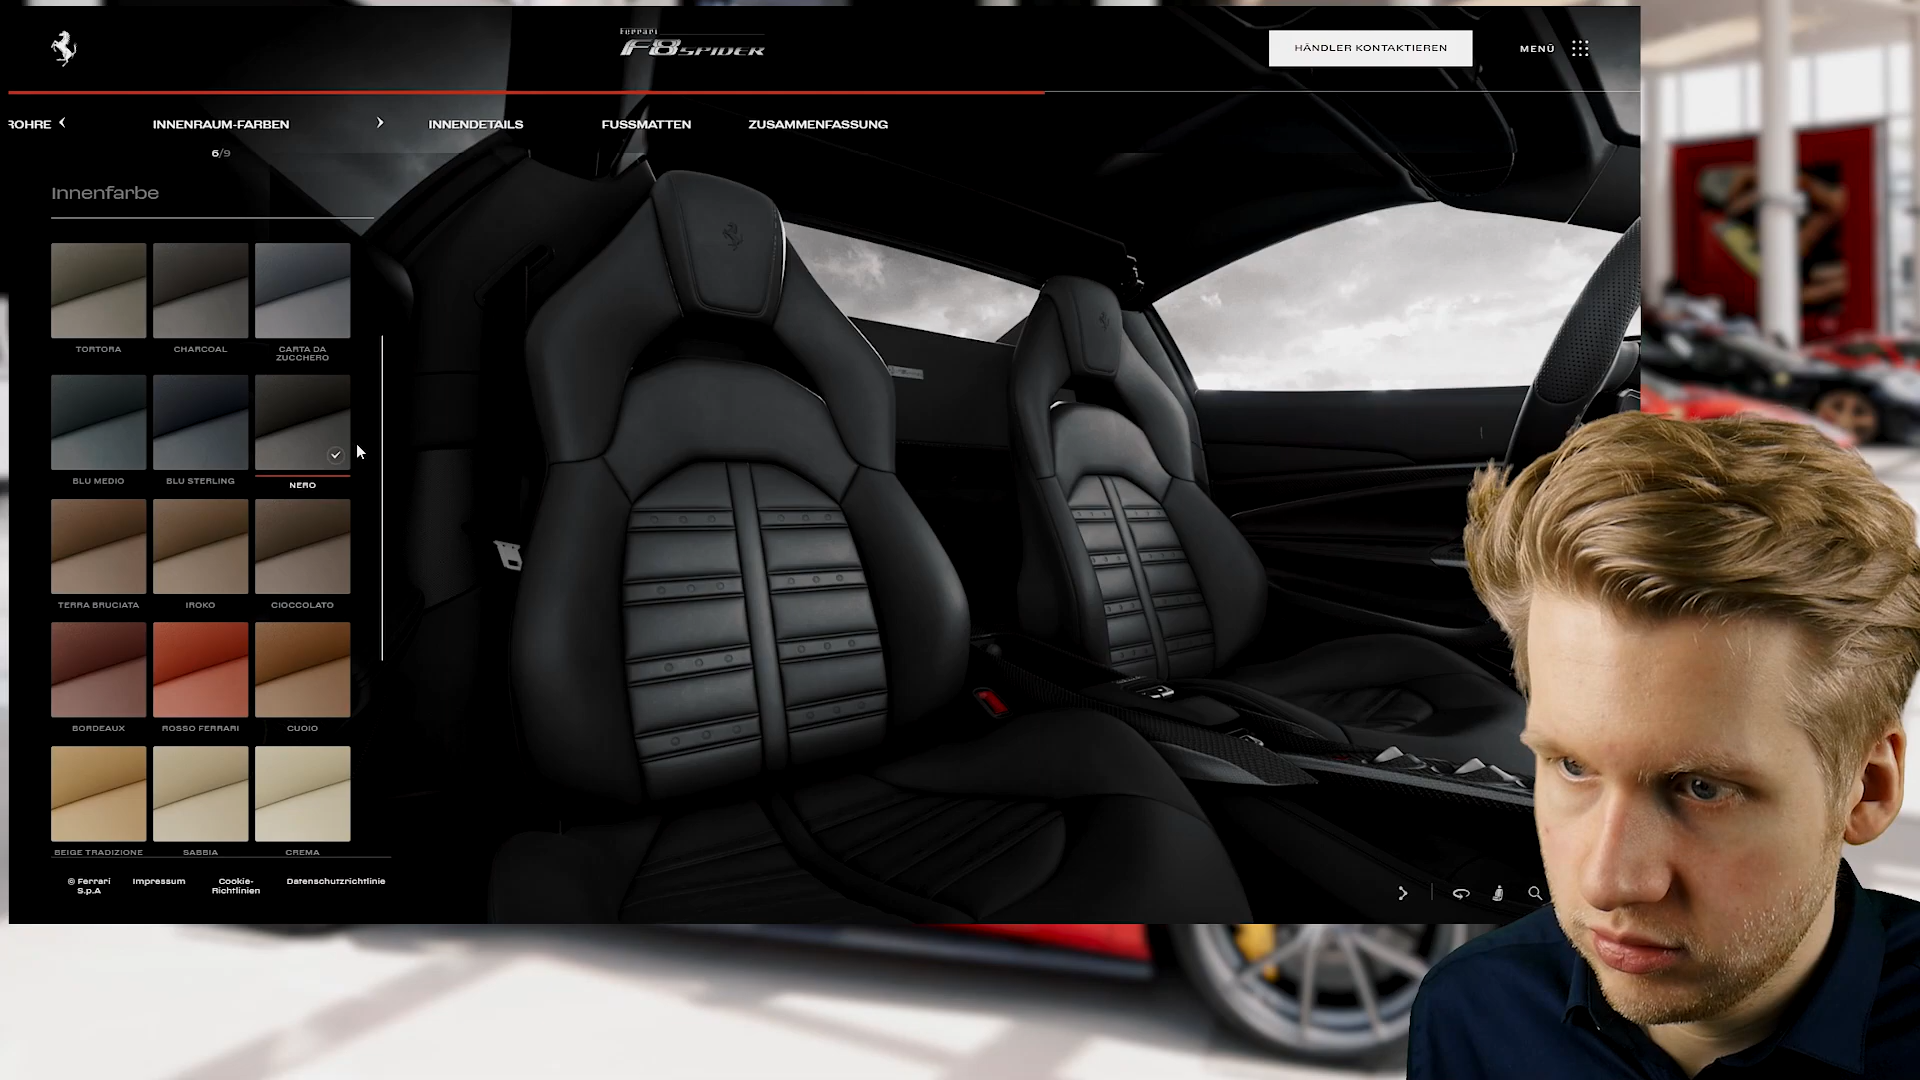 Ferrari
F8 SPIDER
HÄNDLER KONTAKTIEREN
MENÜ
ROHRE
INNENRAUM-FARBEN
INNENDETAILS
FUSSMATTEN
ZUSAMMENFASSUNG
6/9
Innenfarbe
TORTORA
CHARCOAL
CARTA DA
ZUCCHERO
BLU MEDIO
BLU STERLING
NERO
TERRA BRUCIATA
IROKO
CIOCCOLATO
BORDEAUX
ROSSO FERRARI
CUOIO
BEIGE TRADIZIONE
SABBIA
CREMA
© Ferrari
S.p.A
Impressum
Cookie-
Richtlinien
Datenschutzrichtlinie